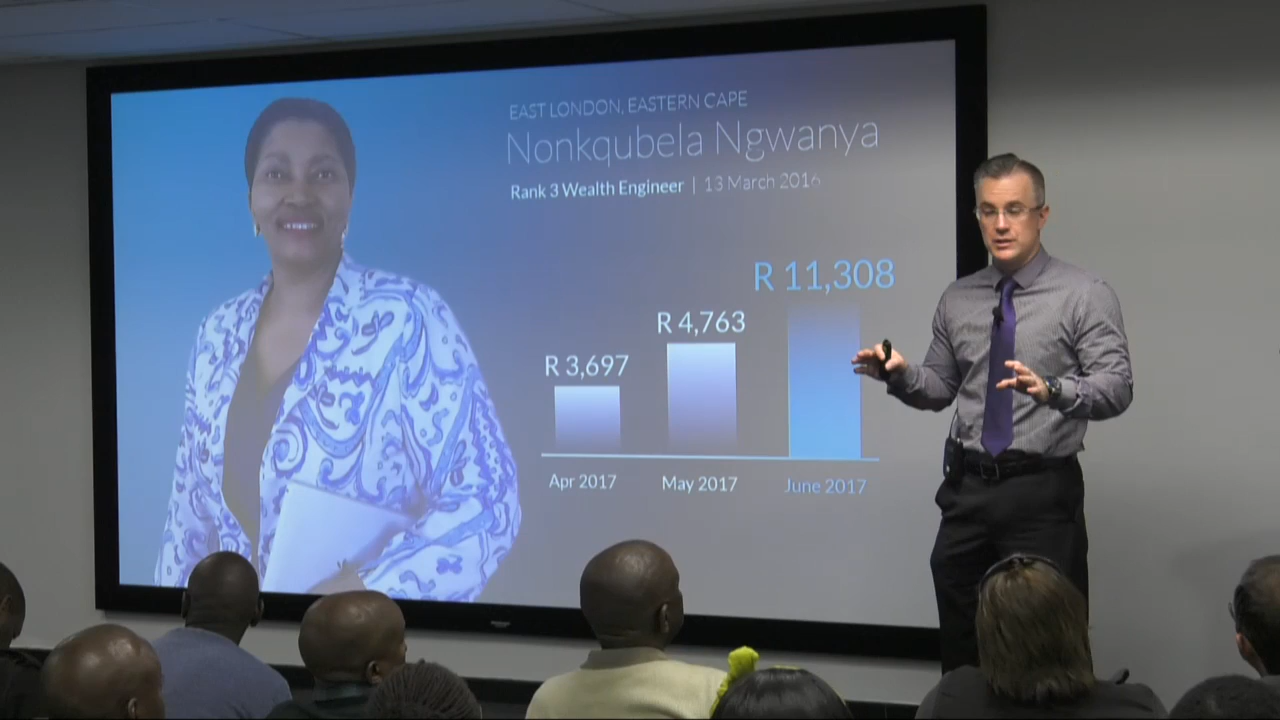 EAST LONDON, EASTERN CAPE
Nonkqubela Ngwanya
Rank 3 Wealth Engineer | 13 March 2016
R 11,308
R 4,763
R 3,697
Apr 2017 May 2017 June 2017